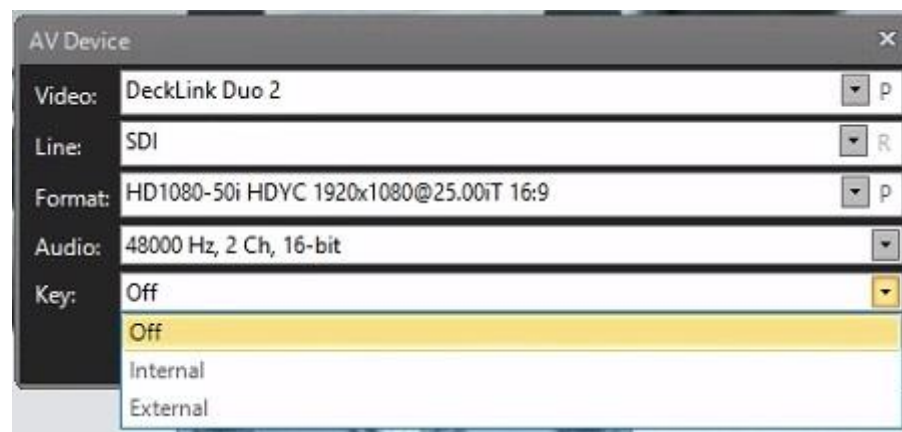 AV Device ×
Video: DeckLink Duo 2 P
Line: SDI R
Format: HD1080-50i HDYC 1920x1080@25.00iT 16:9 P
Audio: 48000 Hz, 2 Ch, 16-bit
Key: Off
Off
Internal
External